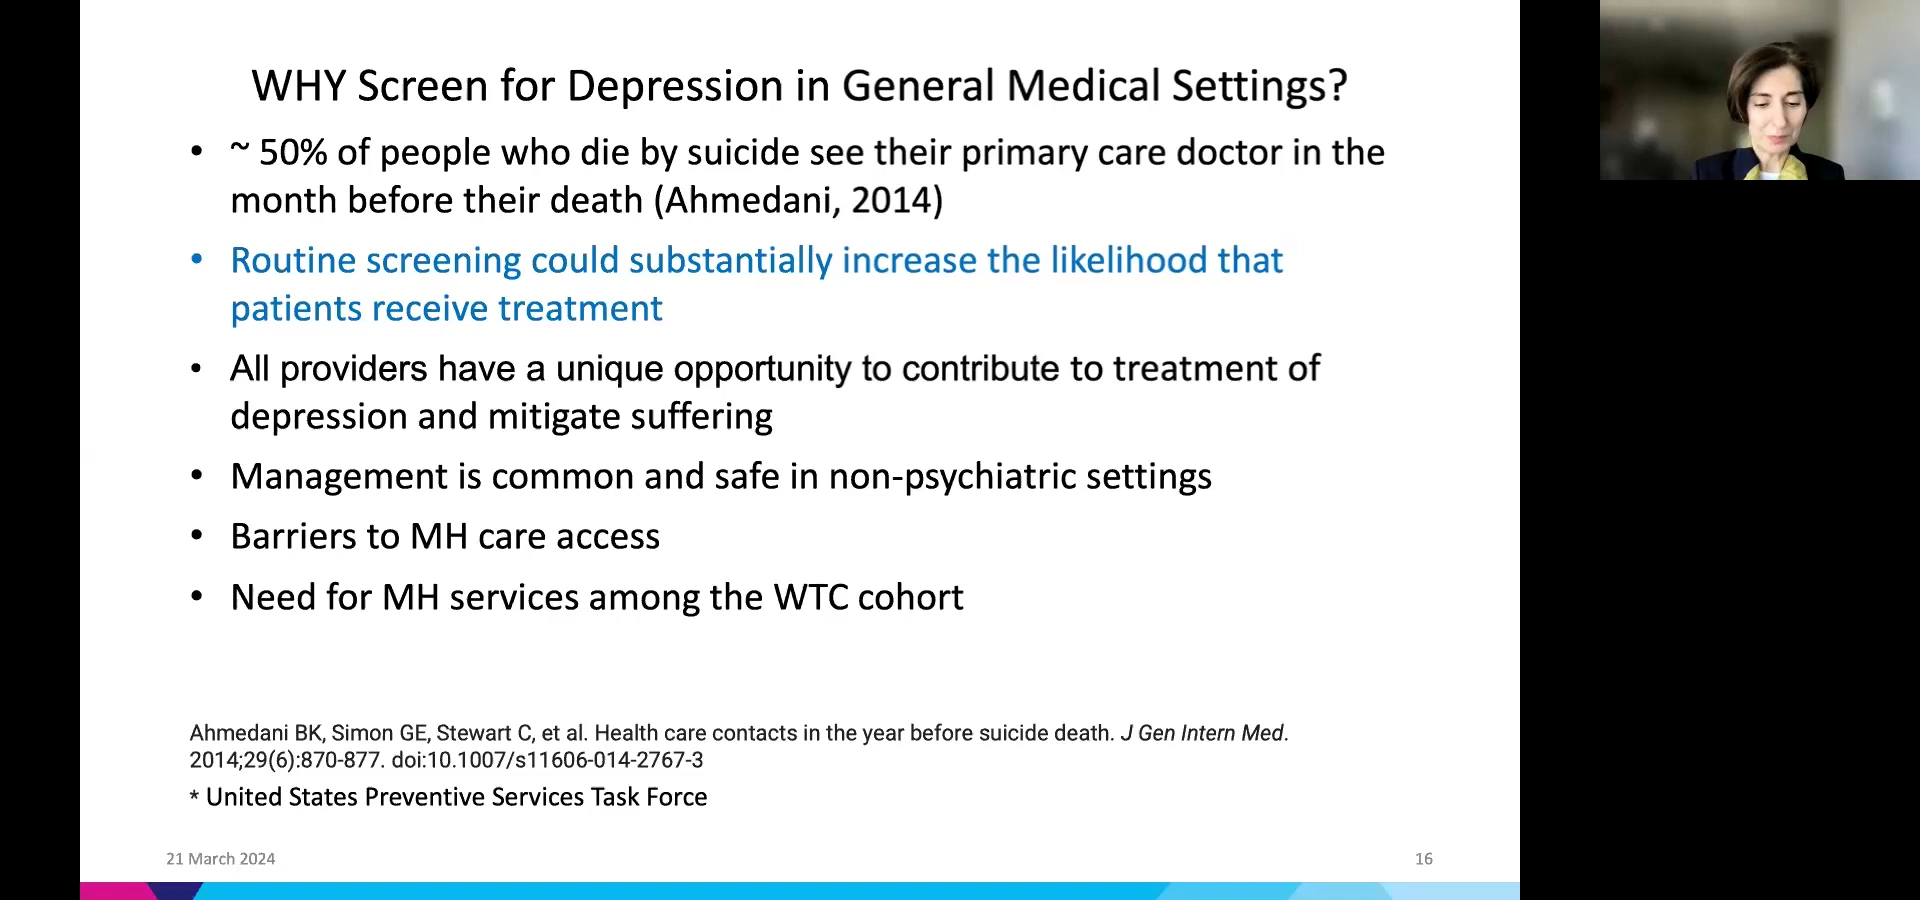 WHY Screen for Depression in General Medical Settings?
• ~ 50% of people who die by suicide see their primary care doctor in the
month before their death (Ahmedani, 2014)
• Routine screening could substantially increase the likelihood that
patients receive treatment
• All providers have a unique opportunity to contribute to treatment of
depression and mitigate suffering
• Management is common and safe in non-psychiatric settings
• Barriers to MH care access
• Need for MH services among the WTC cohort
Ahmedani BK, Simon GE, Stewart C, et al. Health care contacts in the year before suicide death. J Gen Intern Med.
2014;29(6):870-877. doi:10.1007/s11606-014-2767-3
* United States Preventive Services Task Force
21 March 2024
16